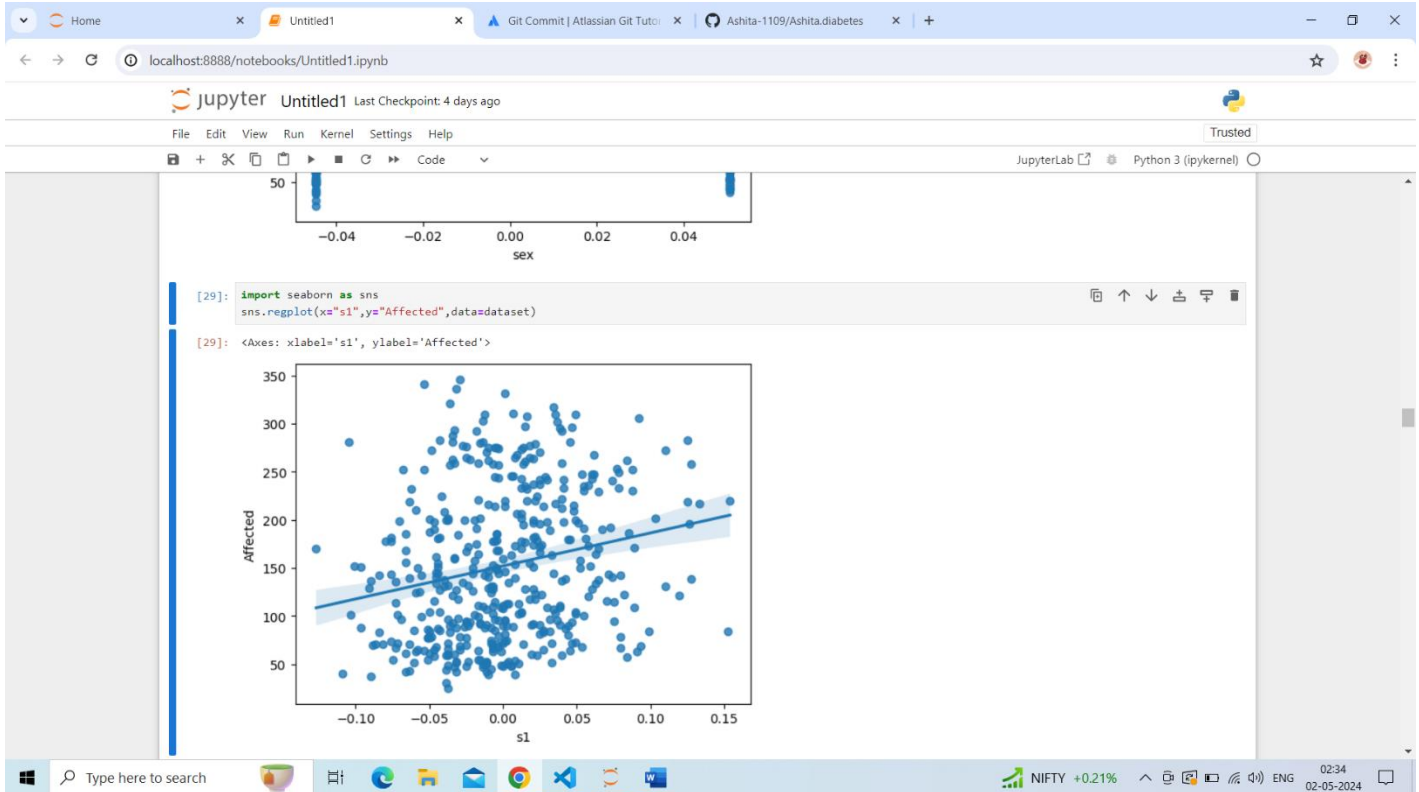 Home
Untitled1
Git Commit | Atlassian Git Tutor
Ashita-1109/Ashita.diabetes
localhost:8888/notebooks/Untitled1.ipynb
jupyter Untitled1 Last Checkpoint: 4 days ago
File Edit View Run Kernel Settings Help
Trusted
Code
JupyterLab
Python 3 (ipykernel)
50
−0.04 −0.02 0.00 0.02 0.04
sex
[29]: import seaborn as sns
sns.regplot(x="s1",y="Affected",data=dataset)
[29]: <Axes: xlabel='s1', ylabel='Affected'>
350
300
250
200
150
100
50
Affected
−0.10 −0.05 0.00 0.05 0.10 0.15
s1
Type here to search
NIFTY +0.21%
ENG
02:34
02-05-2024